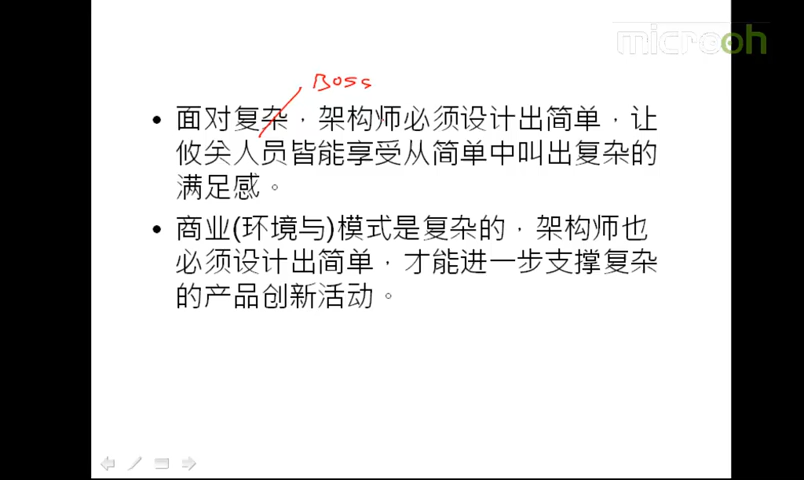 microoh
Boss
• 面对复杂，架构师必须设计出简单，让
攸关人员皆能享受从简单中叫出复杂的
满足感。
• 商业(环境与)模式是复杂的，架构师也
必须设计出简单，才能进一步支撑复杂
的产品创新活动。